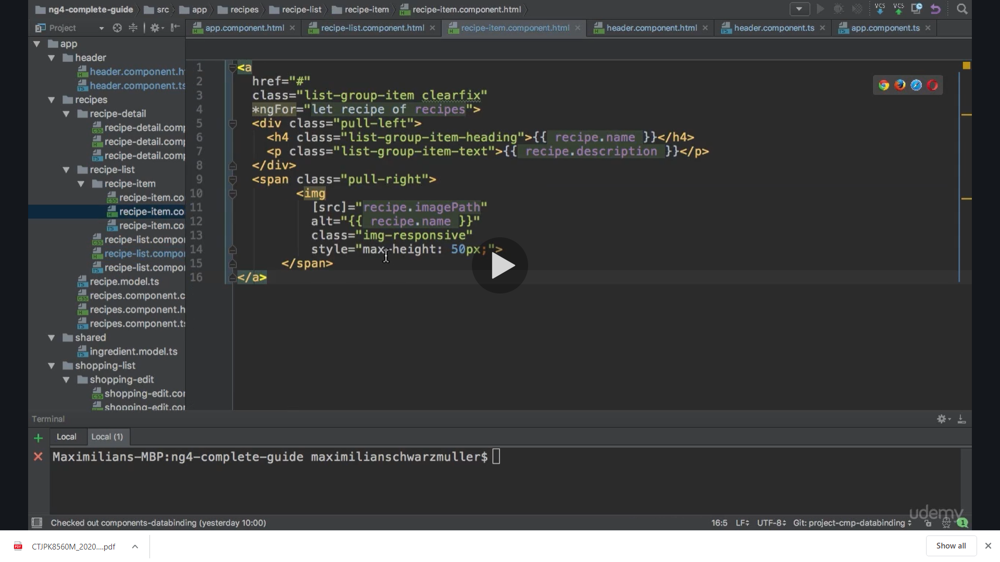 ng4-complete-guide src app recipes recipe-list recipe-item recipe-item.component.html
VCS VCS
Project
app.component.html recipe-list.component.html recipe-item.component.html header.component.html header.component.ts app.component.ts
app
header
header.component.h
header.component.ts
recipes
recipe-detail
recipe-detail.com
recipe-detail.com
recipe-detail.com
recipe-list
recipe-item
recipe-item.co
recipe-item.co
recipe-item.co
recipe-list.compo
recipe-list.compo
recipe-list.compo
recipe.model.ts
recipes.component.c
recipes.component.h
recipes.component.t
shared
ingredient.model.ts
shopping-list
shopping-edit
shopping-edit.co
shopping-edit.co
1 <a
2 href="#"
3 class="list-group-item clearfix"
4 *ngFor="let recipe of recipes">
5 <div class="pull-left">
6 <h4 class="list-group-item-heading">{{ recipe.name }}</h4>
7 <p class="list-group-item-text">{{ recipe.description }}</p>
8 </div>
9 <span class="pull-right">
10 <img
11 [src]="recipe.imagePath"
12 alt="{{ recipe.name }}"
13 class="img-responsive"
14 style="max-height: 50px;">
15 </span>
16 </a>
Terminal
Local Local (1)
Maximilians-MBP:ng4-complete-guide maximilianschwarzmuller$
udemy
Checked out components-databinding (yesterday 10:00) 16:5 LF UTF-8 Git: project-cmp-databinding 1
PDF CTJPK8560M_2020....pdf Show all